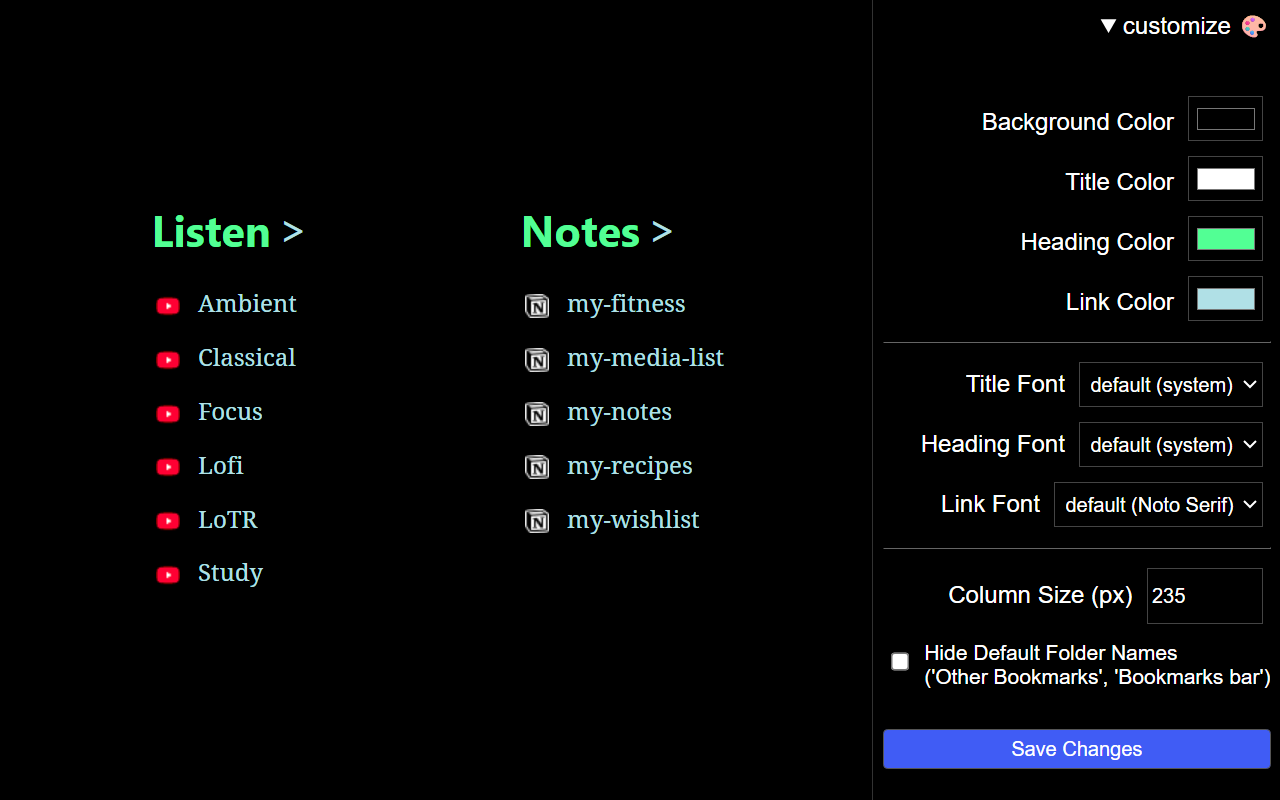 ▼ customize 🎨
Listen >
Ambient
Classical
Focus
Lofi
LoTR
Study
Notes >
my-fitness
my-media-list
my-notes
my-recipes
my-wishlist
Background Color
Title Color
Heading Color
Link Color
Title Font default (system)
Heading Font default (system)
Link Font default (Noto Serif)
Column Size (px) 235
Hide Default Folder Names
('Other Bookmarks', 'Bookmarks bar')
Save Changes